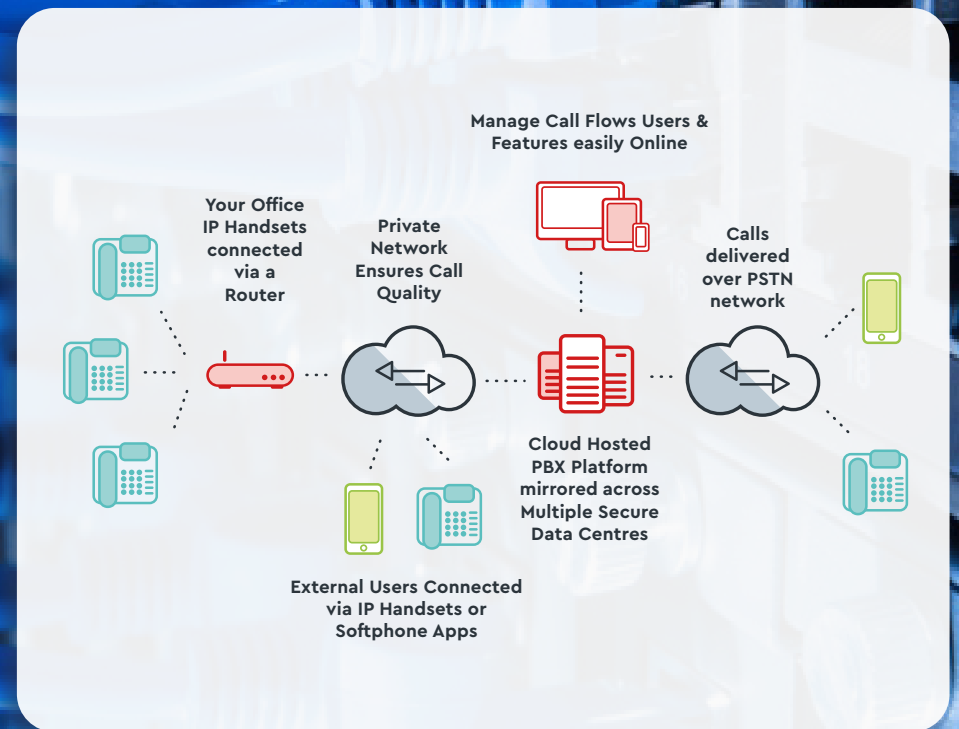 Manage Call Flows Users &
Features easily Online
Your Office
IP Handsets
connected
via a
Router
Private
Network
Ensures Call
Quality
Calls
delivered
over PSTN
network
Cloud Hosted
PBX Platform
mirrored across
Multiple Secure
Data Centres
External Users Connected
via IP Handsets or
Softphone Apps